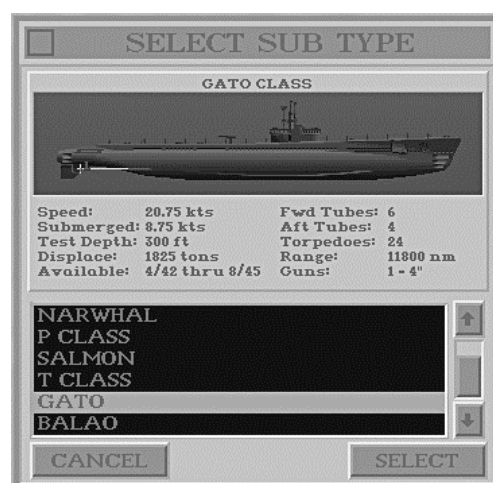 SELECT SUB TYPE
GATO CLASS
Speed: 20.75 kts Fwd Tubes: 6
Submerged: 8.75 kts Aft Tubes: 4
Test Depth: 300 ft Torpedoes: 24
Displace: 1825 tons Range: 11800 nm
Available: 4/42 thru 8/45 Guns: 1 - 4"
NARWHAL
P CLASS
SALMON
T CLASS
GATO
BALAO
CANCEL SELECT